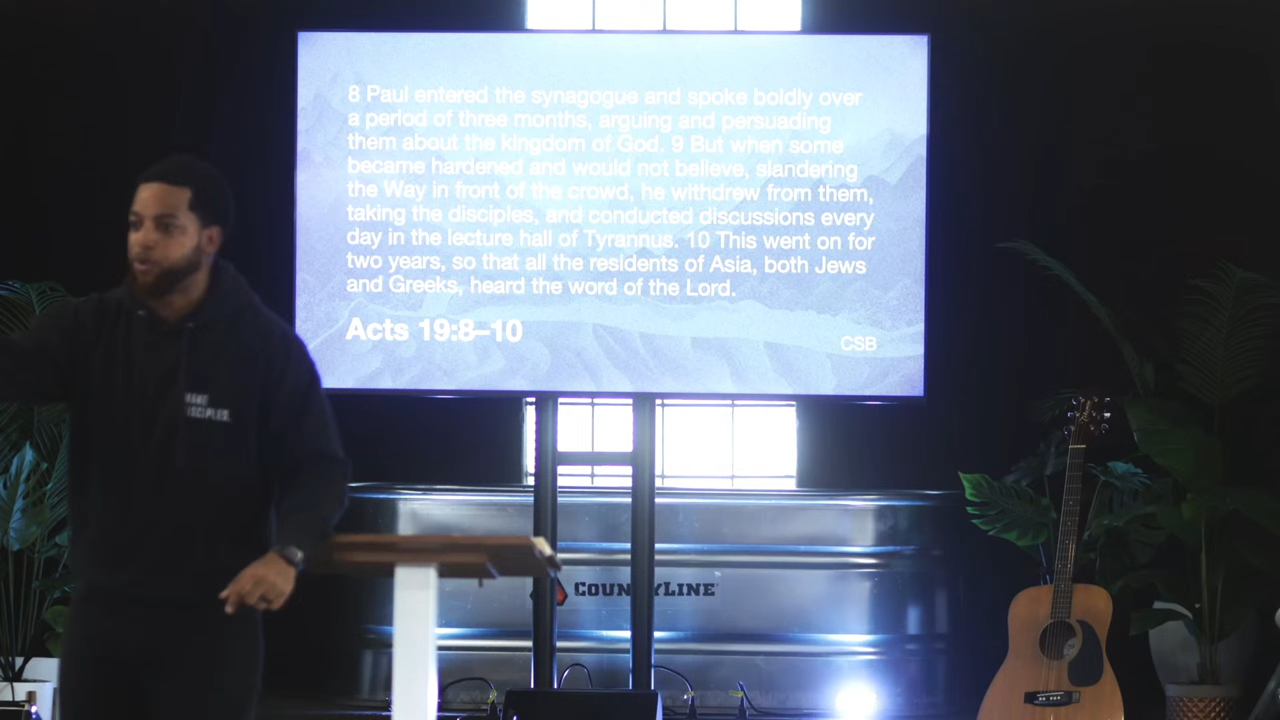 8 Paul entered the synagogue and spoke boldly over
a period of three months, arguing and persuading
them about the kingdom of God. 9 But when some
became hardened and would not believe, slandering
the Way in front of the crowd, he withdrew from them,
taking the disciples, and conducted discussions every
day in the lecture hall of Tyrannus. 10 This went on for
two years, so that all the residents of Asia, both Jews
and Greeks, heard the word of the Lord.
Acts 19:8–10
CSB
MAKE
DISCIPLES.
COUNTYLINE